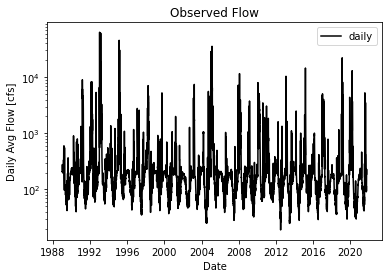 Observed Flow
daily
Daily Avg Flow [cfs]
10⁴
10³
10²
1988 1992 1996 2000 2004 2008 2012 2016 2020
Date